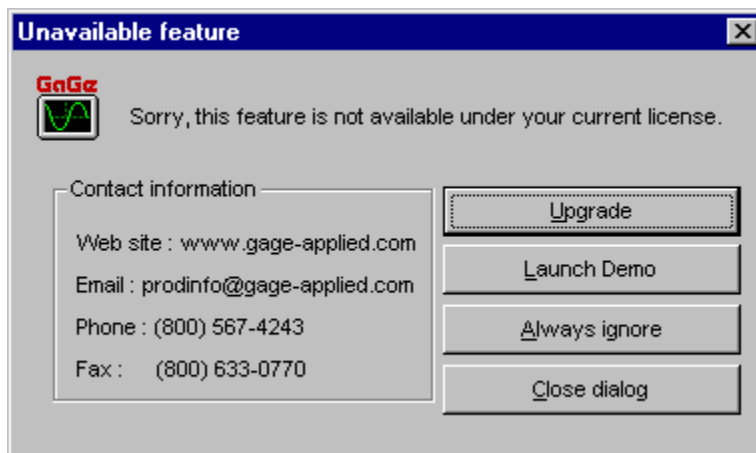 Unavailable feature
GaGe
Sorry, this feature is not available under your current license.
Contact information
Web site : www.gage-applied.com
Email : prodinfo@gage-applied.com
Phone : (800) 567-4243
Fax : (800) 633-0770
Upgrade
Launch Demo
Always ignore
Close dialog